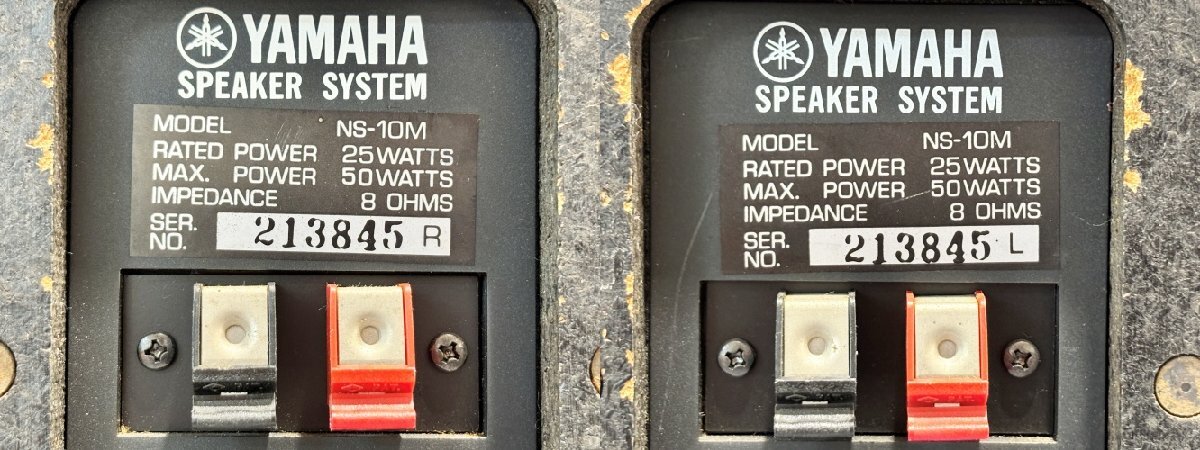 YAMAHA
SPEAKER SYSTEM
MODEL NS-10M
RATED POWER 25 WATTS
MAX. POWER 50 WATTS
IMPEDANCE 8 OHMS
SER. NO. 213845 R
YAMAHA
SPEAKER SYSTEM
MODEL NS-10M
RATED POWER 25 WATTS
MAX. POWER 50 WATTS
IMPEDANCE 8 OHMS
SER. NO. 213845 L